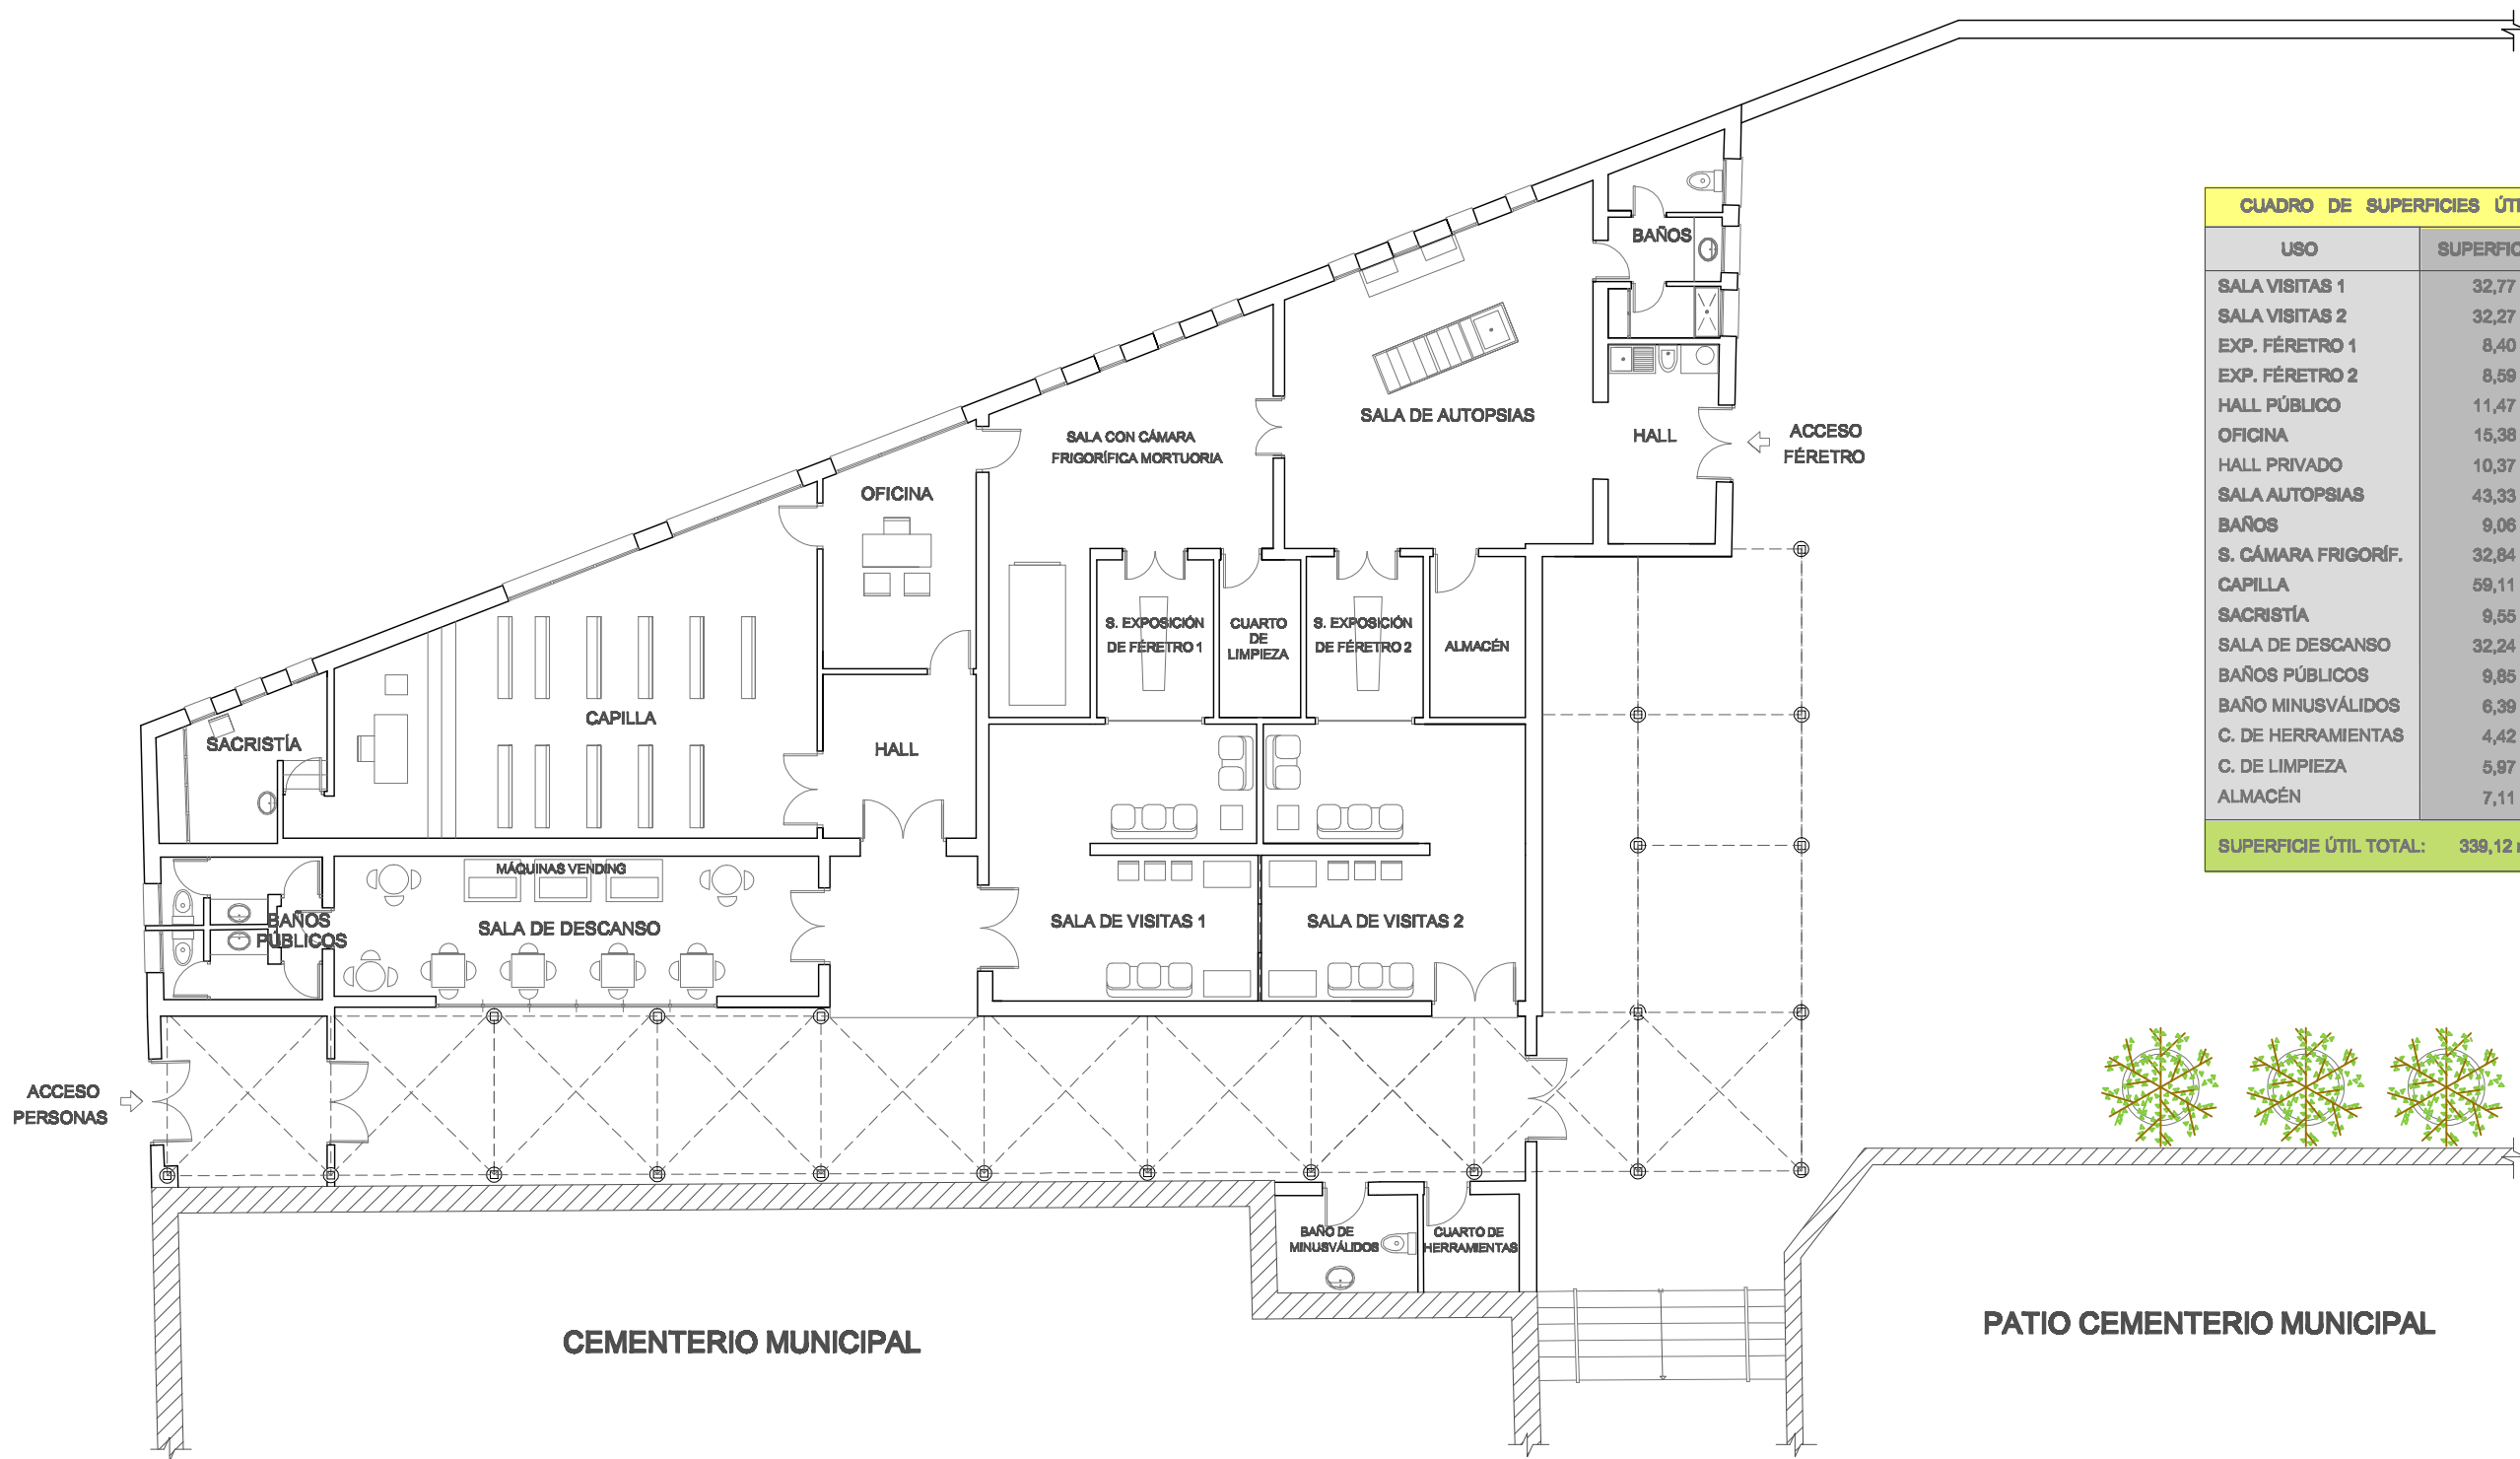 BAÑOS
SALA DE AUTOPSIAS
HALL
ACCESO
FÉRETRO
SALA CON CÁMARA
FRIGORÍFICA MORTUORIA
OFICINA
S. EXPOSICIÓN
DE FÉRETRO 1
CUARTO
DE
LIMPIEZA
S. EXPOSICIÓN
DE FÉRETRO 2
ALMACÉN
CAPILLA
SACRISTÍA
HALL
MÁQUINAS VENDING
BAÑOS
PÚBLICOS
SALA DE DESCANSO
SALA DE VISITAS 1
SALA DE VISITAS 2
ACCESO
PERSONAS
BAÑO DE
MINUSVÁLIDOS
CUARTO DE
HERRAMIENTAS
CEMENTERIO MUNICIPAL
PATIO CEMENTERIO MUNICIPAL
CUADRO DE SUPERFICIES
USO
SALA VISITAS 1 32,77
SALA VISITAS 2 32,27
EXP. FÉRETRO 1 8,40
EXP. FÉRETRO 2 8,59
HALL PÚBLICO 11,47
OFICINA 15,38
HALL PRIVADO 10,37
SALA AUTOPSIAS 43,33
BAÑOS 9,06
S. CÁMARA FRIGORÍF. 32,84
CAPILLA 59,11
SACRISTÍA 9,55
SALA DE DESCANSO 32,24
BAÑOS PÚBLICOS 9,85
BAÑO MINUSVÁLIDOS 6,39
C. DE HERRAMIENTAS 4,42
C. DE LIMPIEZA 5,97
ALMACÉN 7,11
SUPERFICIE ÚTIL TOTAL: 339,12